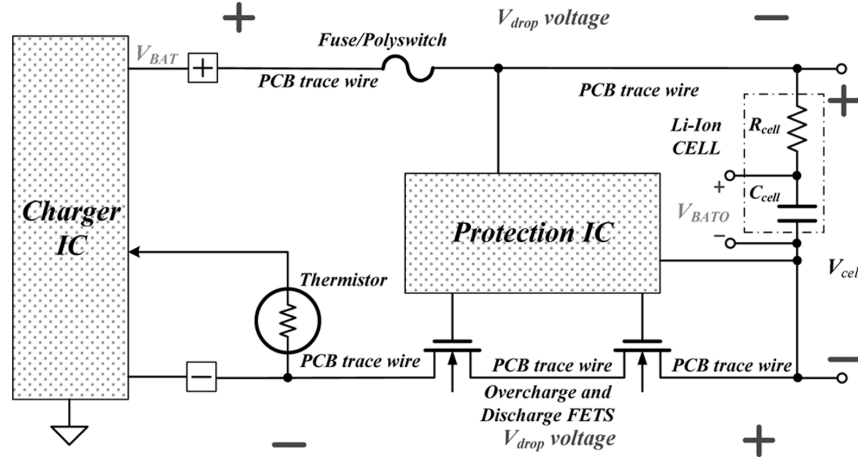 +
V_drop voltage
−
Fuse/Polyswitch
V_BAT
+
PCB trace wire
PCB trace wire
+
Li-Ion
CELL
R_cell
+
C_cell
V_BATO
−
Charger
IC
Protection IC
V_cel
Thermistor
−
PCB trace wire
PCB trace wire
PCB trace wire
−
Overcharge and
Discharge FETS
−
V_drop voltage
+